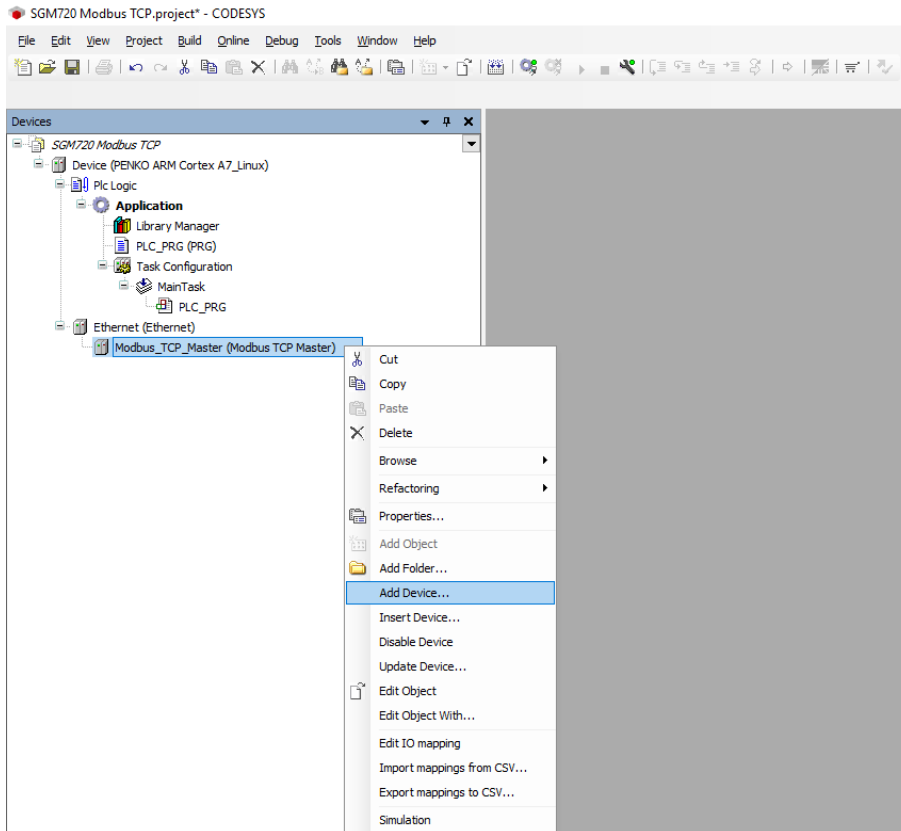 SGM720 Modbus TCP.project* - CODESYS
File Edit View Project Build Online Debug Tools Window Help
Devices
SGM720 Modbus TCP
Device (PENKO ARM Cortex A7_Linux)
Plc Logic
Application
Library Manager
PLC_PRG (PRG)
Task Configuration
MainTask
PLC_PRG
Ethernet (Ethernet)
Modbus_TCP_Master (Modbus TCP Master)
Cut
Copy
Paste
Delete
Browse
Refactoring
Properties...
Add Object
Add Folder...
Add Device...
Insert Device...
Disable Device
Update Device...
Edit Object
Edit Object With...
Edit IO mapping
Import mappings from CSV...
Export mappings to CSV...
Simulation